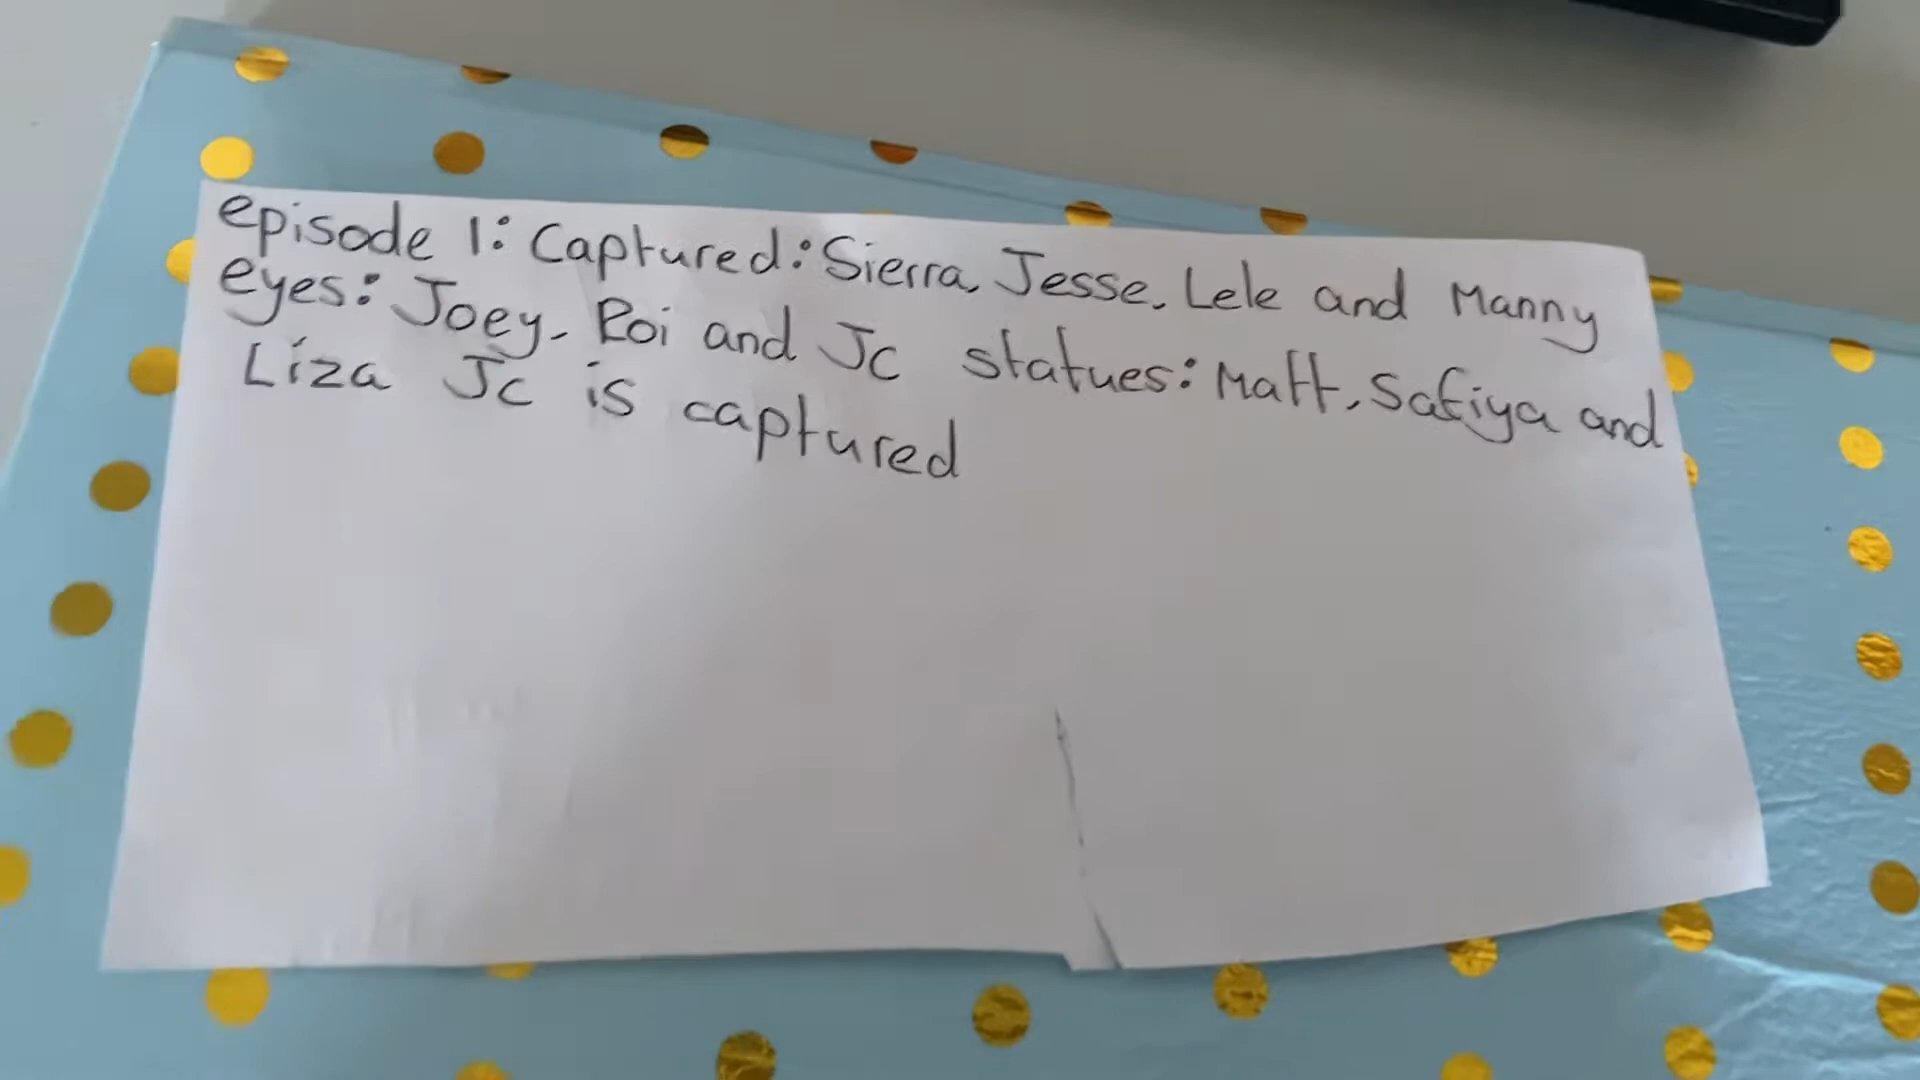 episode 1: Captured: Sierra, Jesse, Lele and Manny
eyes: Joey, Roi and Jc statues: Matt, Safiya and
Liza Jc is captured